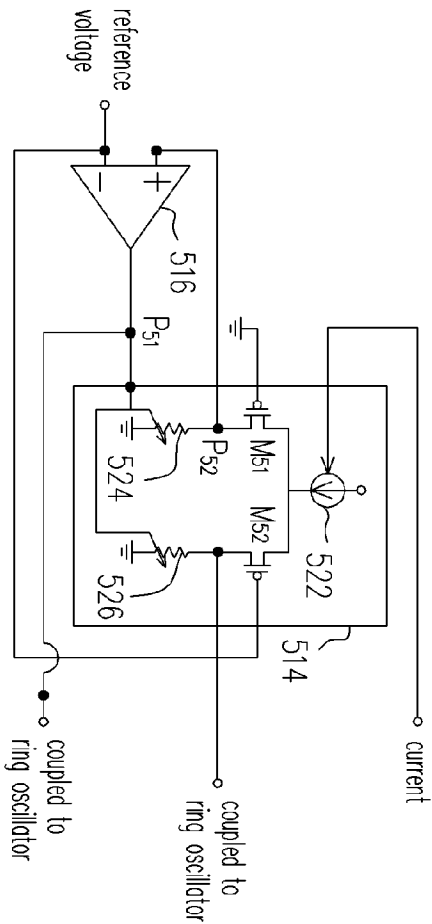 reference
voltage
516
P51
P52
524
526
M51
M52
522
514
current
coupled to
ring oscillator
coupled to
ring oscillator
+
−